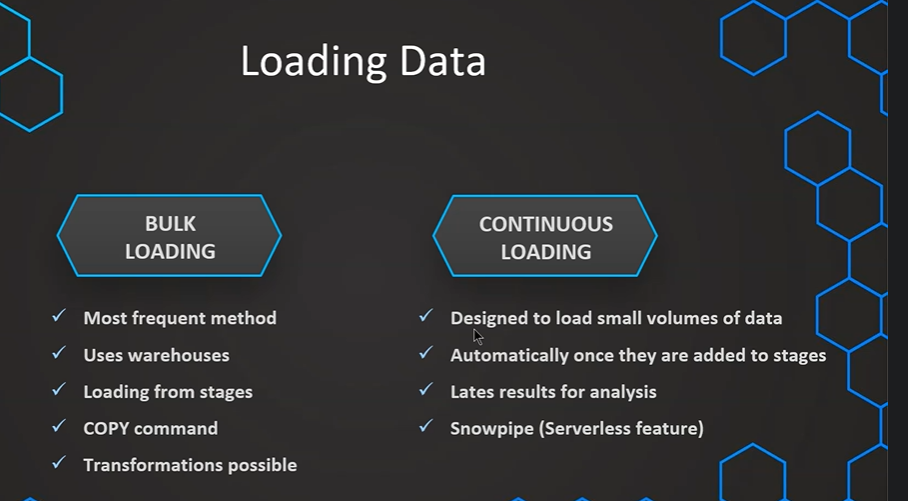 Loading Data
BULK
LOADING
Most frequent method
Uses warehouses
Loading from stages
COPY command
Transformations possible
CONTINUOUS
LOADING
Designed to load small volumes of data
Automatically once they are added to stages
Lates results for analysis
Snowpipe (Serverless feature)